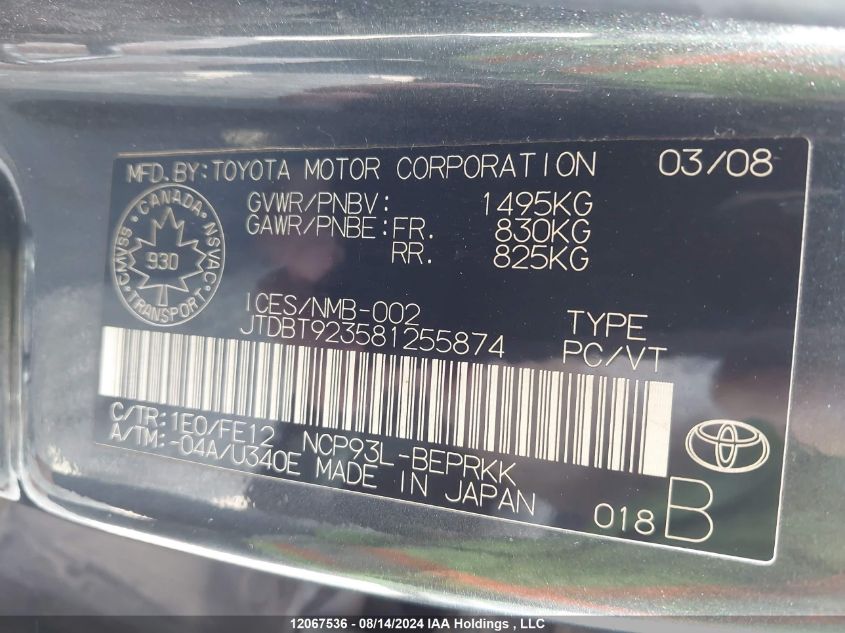 MFD.BY:TOYOTA MOTOR CORPORATION 03/08
GVWR/PNBV: 1495KG
GAWR/PNBE:FR. 830KG
RR. 825KG
CANADA
CMVSS NSVAC
930
TRANSPORT
ICES/NMB-002
JTDBT923581255874
TYPE
PC/VT
C/TR:1E0/FE12 NCP93L-BEPRKK
A/TM:-04A/U340E MADE IN JAPAN
018 B
12067536 - 08/14/2024 IAA Holdings, LLC